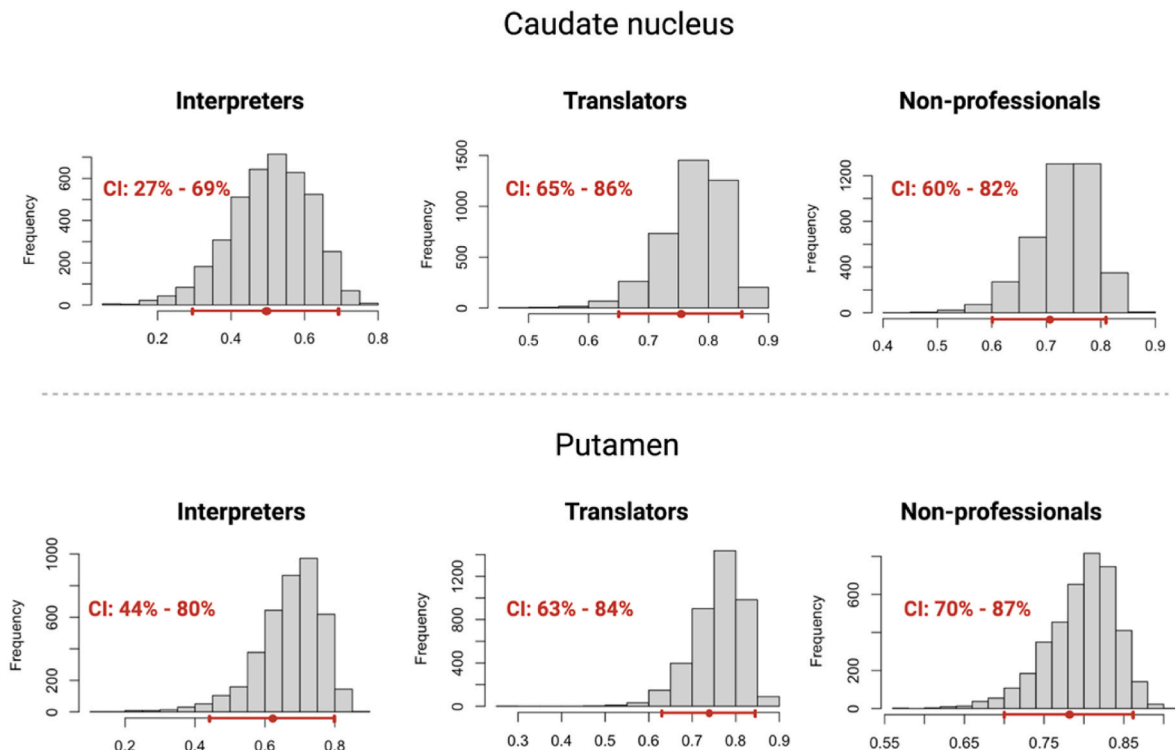 Caudate nucleus
Interpreters
Translators
Non-professionals
Frequency
0
200
400
600
CI: 27% - 69%
0.2
0.4
0.6
0.8
Frequency
0
500
1000
1500
CI: 65% - 86%
0.5
0.6
0.7
0.8
0.9
Frequency
0
400
800
1200
CI: 60% - 82%
0.4
0.5
0.6
0.7
0.8
0.9
Putamen
Interpreters
Translators
Non-professionals
Frequency
0
200
600
1000
CI: 44% - 80%
0.2
0.4
0.6
0.8
Frequency
0
400
800
1200
CI: 63% - 84%
0.3
0.4
0.5
0.6
0.7
0.8
0.9
Frequency
0
200
600
CI: 70% - 87%
0.55
0.65
0.75
0.85